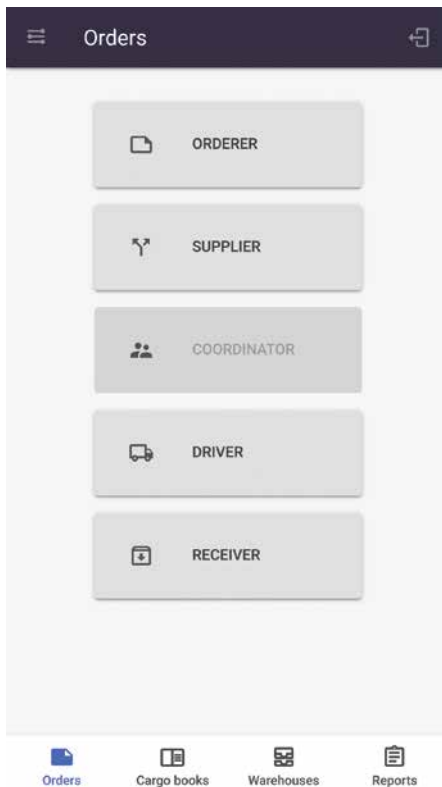 Orders
ORDERER
SUPPLIER
COORDINATOR
DRIVER
RECEIVER
Orders Cargo books Warehouses Reports